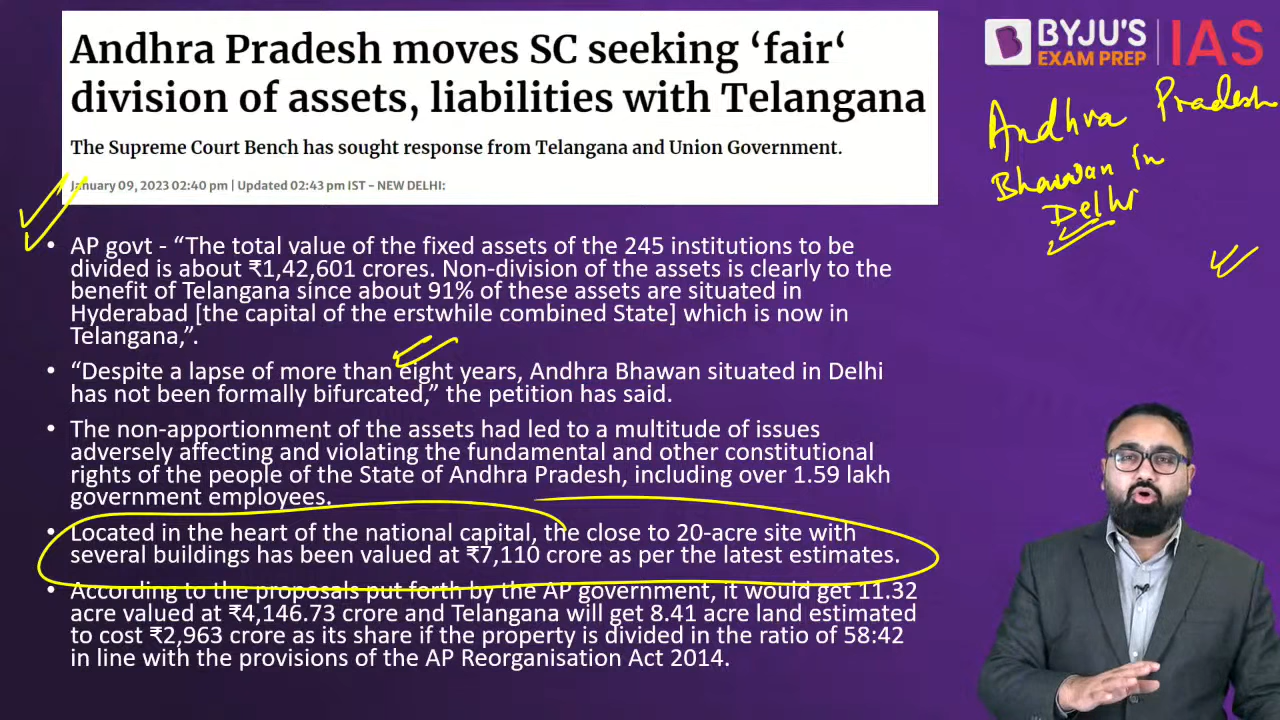 Andhra Pradesh moves SC seeking ‘fair‘
division of assets, liabilities with Telangana
The Supreme Court Bench has sought response from Telangana and Union Government.
January 09, 2023 02:40 pm | Updated 02:43 pm IST - NEW DELHI:
BYJU'S
EXAM PREP
IAS
Andhra Pradesh
Bhawan in
Delhi
• AP govt - “The total value of the fixed assets of the 245 institutions to be
divided is about ₹1,42,601 crores. Non-division of the assets is clearly to the
benefit of Telangana since about 91% of these assets are situated in
Hyderabad [the capital of the erstwhile combined State] which is now in
Telangana,”.
• “Despite a lapse of more than eight years, Andhra Bhawan situated in Delhi
has not been formally bifurcated,” the petition has said.
• The non-apportionment of the assets had led to a multitude of issues
adversely affecting and violating the fundamental and other constitutional
rights of the people of the State of Andhra Pradesh, including over 1.59 lakh
government employees.
• Located in the heart of the national capital, the close to 20-acre site with
several buildings has been valued at ₹7,110 crore as per the latest estimates.
• According to the proposals put forth by the AP government, it would get 11.32
acre valued at ₹4,146.73 crore and Telangana will get 8.41 acre land estimated
to cost ₹2,963 crore as its share if the property is divided in the ratio of 58:42
in line with the provisions of the AP Reorganisation Act 2014.